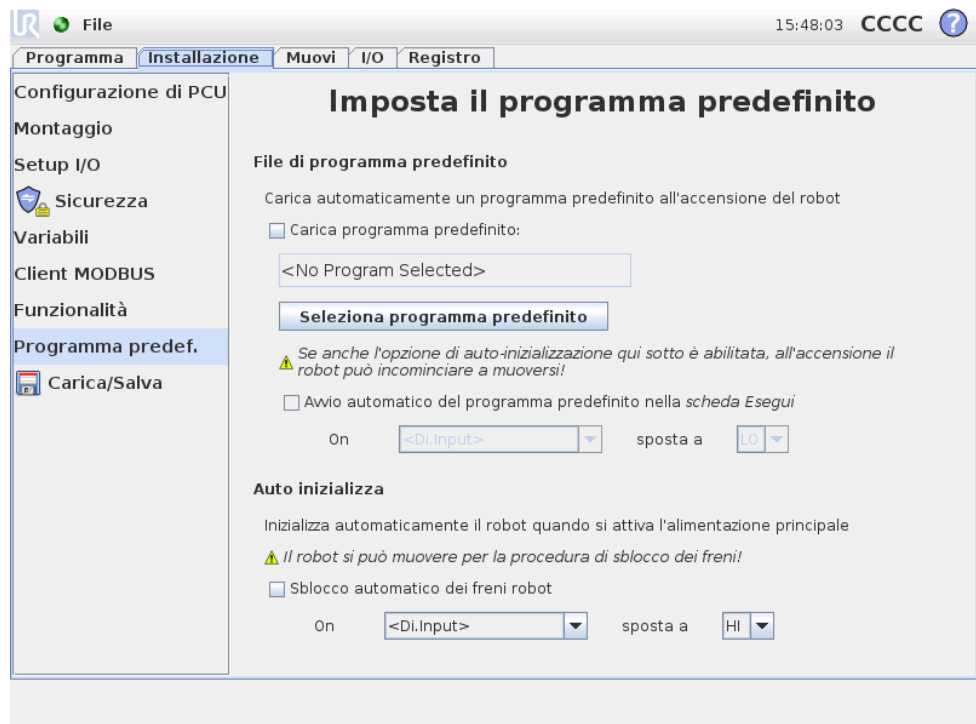 UR File 15:48:03 CCCC ?
Programma Installazione Muovi I/O Registro
Configurazione di PCU
Montaggio
Setup I/O
Sicurezza
Variabili
Client MODBUS
Funzionalità
Programma predef.
Carica/Salva
Imposta il programma predefinito
File di programma predefinito
Carica automaticamente un programma predefinito all'accensione del robot
Carica programma predefinito:
<No Program Selected>
Seleziona programma predefinito
Se anche l'opzione di auto-inizializzazione qui sotto è abilitata, all'accensione il
robot può incominciare a muoversi!
Avvio automatico del programma predefinito nella scheda Esegui
On <Di.Input> sposta a LO
Auto inizializza
Inizializza automaticamente il robot quando si attiva l'alimentazione principale
Il robot si può muovere per la procedura di sblocco dei freni!
Sblocco automatico dei freni robot
On <Di.Input> sposta a HI